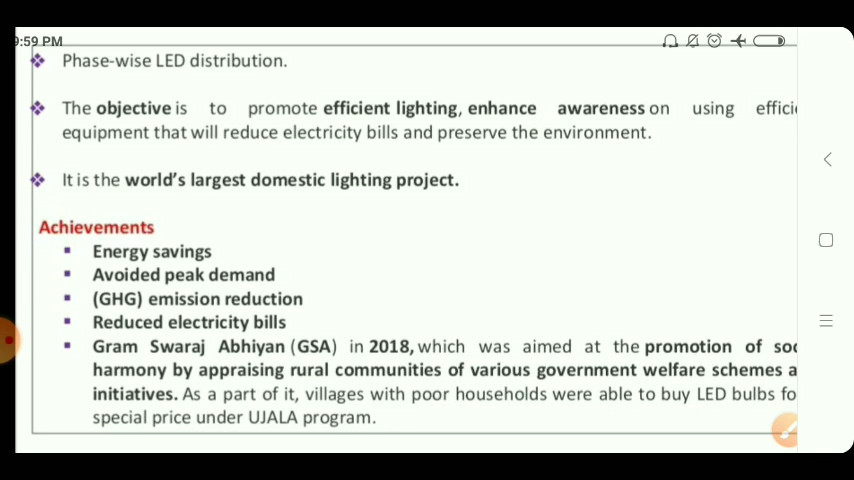 9:59 PM
Phase-wise LED distribution.
The objective is to promote efficient lighting, enhance awareness on using
equipment that will reduce electricity bills and preserve the environment.
It is the world's largest domestic lighting project.
Achievements
Energy savings
Avoided peak demand
(GHG) emission reduction
Reduced electricity bills
Gram Swaraj Abhiyan (GSA) in 2018, which was aimed at the promotion of
harmony by appraising rural communities of various government welfare schemes
initiatives. As a part of it, villages with poor households were able to buy LED bulbs
special price under UJALA program.